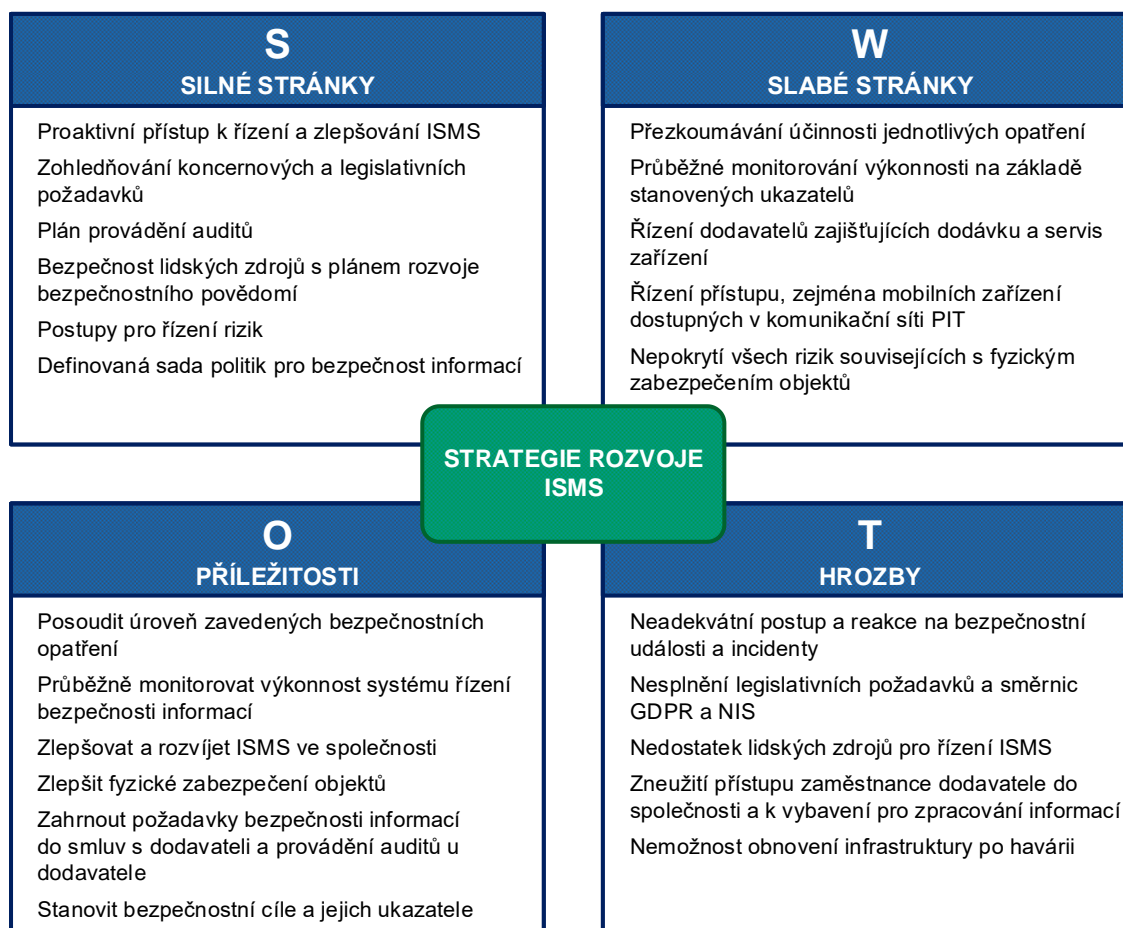 S
SILNÉ STRÁNKY
Proaktivní přístup k řízení a zlepšování ISMS
Zohledňování koncernových a legislativních
požadavků
Plán provádění auditů
Bezpečnost lidských zdrojů s plánem rozvoje
bezpečnostního povědomí
Postupy pro řízení rizik
Definovaná sada politik pro bezpečnost informací
W
SLABÉ STRÁNKY
Přezkoumávání účinnosti jednotlivých opatření
Průběžné monitorování výkonnosti na základě
stanovených ukazatelů
Řízení dodavatelů zajišťujících dodávku a servis
zařízení
Řízení přístupu, zejména mobilních zařízení
dostupných v komunikační síti PIT
Nepokrytí všech rizik souvisejících s fyzickým
zabezpečením objektů
STRATEGIE ROZVOJE
ISMS
O
PŘÍLEŽITOSTI
Posoudit úroveň zavedených bezpečnostních
opatření
Průběžně monitorovat výkonnost systému řízení
bezpečnosti informací
Zlepšovat a rozvíjet ISMS ve společnosti
Zlepšit fyzické zabezpečení objektů
Zahrnout požadavky bezpečnosti informací
do smluv s dodavateli a provádění auditů u
dodavatele
Stanovit bezpečnostní cíle a jejich ukazatele
T
HROZBY
Neadekvátní postup a reakce na bezpečnostní
události a incidenty
Nesplnění legislativních požadavků a směrnic
GDPR a NIS
Nedostatek lidských zdrojů pro řízení ISMS
Zneužití přístupu zaměstnance dodavatele do
společnosti a k vybavení pro zpracování informací
Nemožnost obnovení infrastruktury po havárii